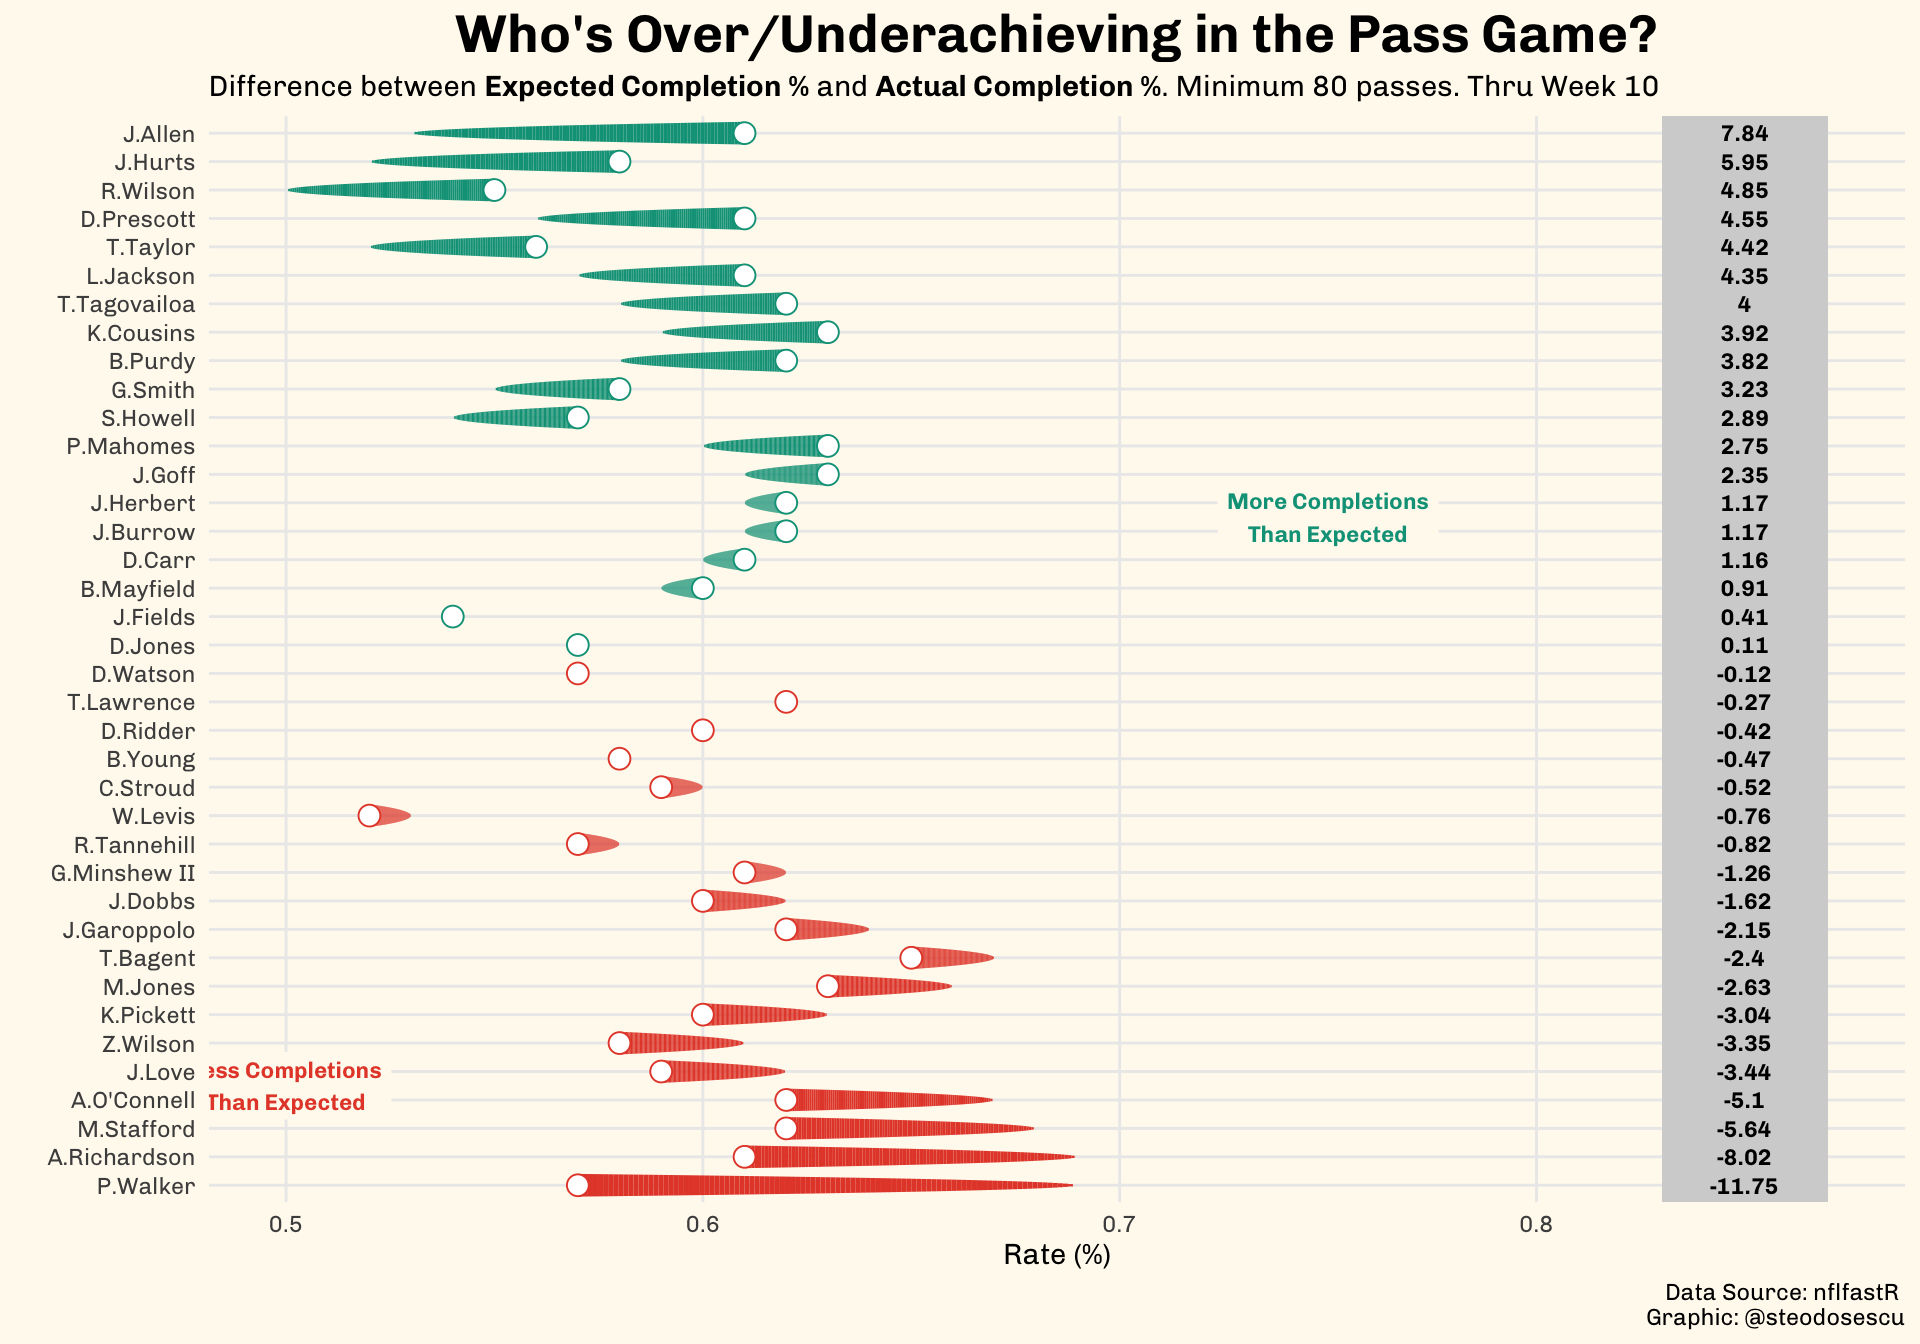 Who's Over/Underachieving in the Pass Game?
Difference between Expected Completion % and Actual Completion %. Minimum 80 passes. Thru Week 10
J.Allen 7.84
J.Hurts 5.95
R.Wilson 4.85
D.Prescott 4.55
T.Taylor 4.42
L.Jackson 4.35
T.Tagovailoa 4
K.Cousins 3.92
B.Purdy 3.82
G.Smith 3.23
S.Howell 2.89
P.Mahomes 2.75
J.Goff 2.35
J.Herbert More Completions 1.17
J.Burrow Than Expected 1.17
D.Carr 1.16
B.Mayfield 0.91
J.Fields 0.41
D.Jones 0.11
D.Watson -0.12
T.Lawrence -0.27
D.Ridder -0.42
B.Young -0.47
C.Stroud -0.52
W.Levis -0.76
R.Tannehill -0.82
G.Minshew II -1.26
J.Dobbs -1.62
J.Garoppolo -2.15
T.Bagent -2.4
M.Jones -2.63
K.Pickett -3.04
Z.Wilson -3.35
J.Love ess Completions -3.44
A.O'Connell Than Expected -5.1
M.Stafford -5.64
A.Richardson -8.02
P.Walker -11.75
0.5 0.6 0.7 0.8
Rate (%)
Data Source: nflfastR
Graphic: @steodosescu